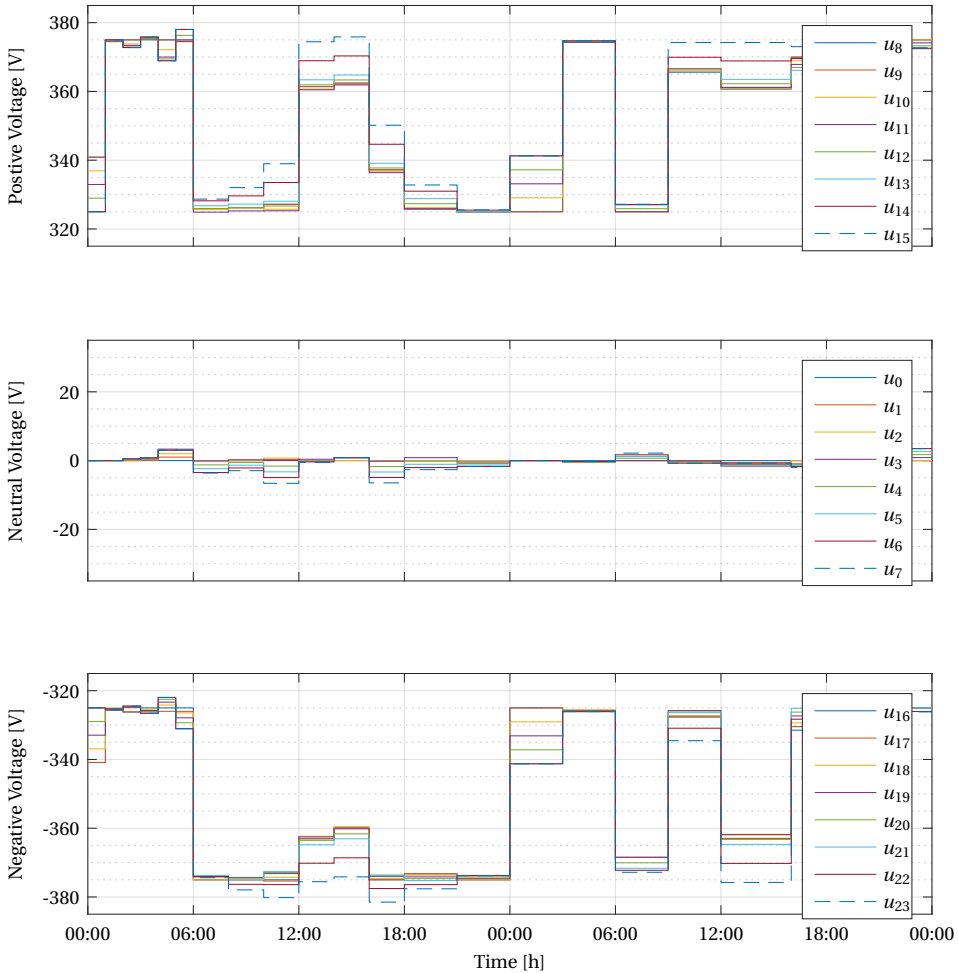 380
360
340
320
Postive Voltage [V]
u8
u9
u10
u11
u12
u13
u14
u15
20
0
-20
Neutral Voltage [V]
u0
u1
u2
u3
u4
u5
u6
u7
-320
-340
-360
-380
Negative Voltage [V]
u16
u17
u18
u19
u20
u21
u22
u23
00:00 06:00 12:00 18:00 00:00 06:00 12:00 18:00 00:00
Time [h]